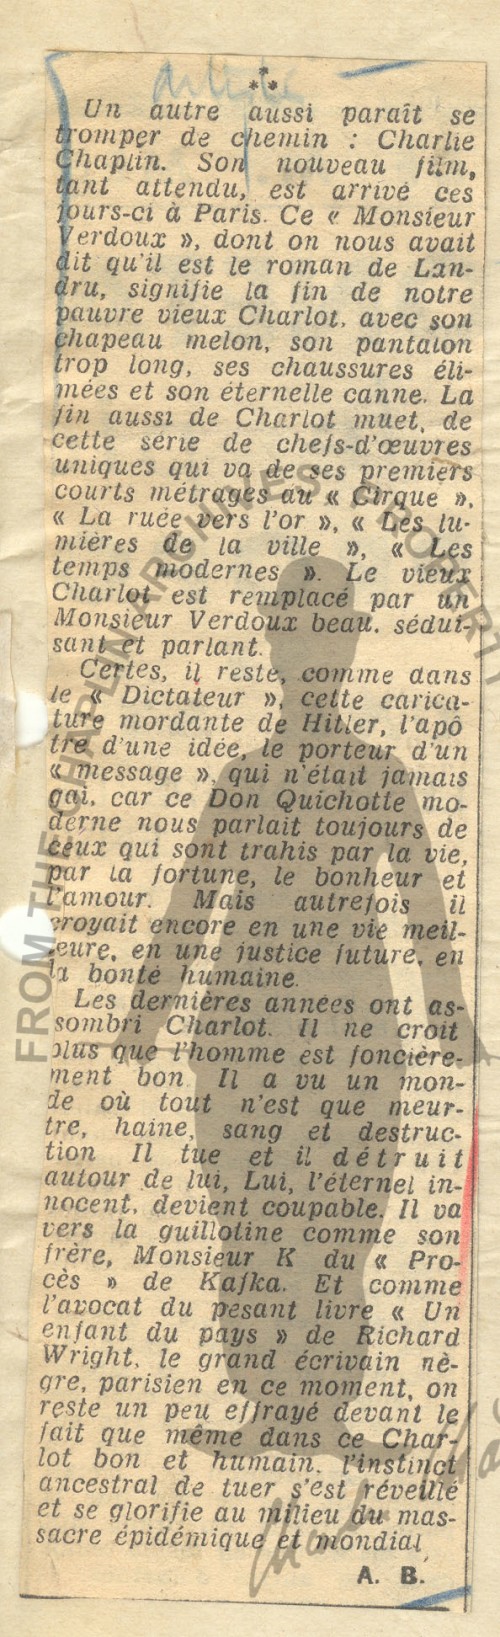 article
Un autre aussi paraît se
tromper de chemin : Charlie
Chaplin. Son nouveau film,
tant attendu, est arrivé ces
jours-ci à Paris. Ce « Monsieur
Verdoux », dont on nous avait
dit qu'il est le roman de Lan-
dru, signifie la fin de notre
pauvre vieux Charlot, avec son
chapeau melon, son pantalon
trop long, ses chaussures éli-
mées et son éternelle canne. La
fin aussi de Charlot muet, de
cette série de chefs-d'œuvres
uniques qui va de ses premiers
courts métrages au « Cirque »,
« La ruée vers l'or », « Les lu-
mières de la ville », « Les
temps modernes ». Le vieux
Charlot est remplacé par un
Monsieur Verdoux beau, sédui-
sant et parlant.
Certes, il reste, comme dans
le « Dictateur », cette carica-
ture mordante de Hitler, l'apô
tre d'une idée, le porteur d'un
« message », qui n'était jamais
gai, car ce Don Quichotte mo-
derne nous parlait toujours de
ceux qui sont trahis par la vie,
par la fortune, le bonheur et
l'amour. Mais autrefois il
croyait encore en une vie meil-
leure, en une justice future, en
la bonté humaine.
Les dernières années ont as-
sombri Charlot. Il ne croit
plus que l'homme est foncière-
ment bon Il a vu un mon-
de où tout n'est que meur-
tre, haine, sang et destruc-
tion Il tue et il détruit
autour de lui, Lui, l'éternel in-
nocent, devient coupable. Il va
vers la guillotine comme son
frère, Monsieur K du « Pro-
cès » de Kafka. Et comme
l'avocat du pesant livre « Un
enfant du pays » de Richard
Wright, le grand écrivain nè-
gre, parisien en ce moment, on
reste un peu effrayé devant le
fait que même dans ce Char-
lot bon et humain, l'instinct
ancestral de tuer s'est réveillé
et se glorifie au milieu du mas-
sacre épidémique et mondial
A. B.
FROM THE CHAPLIN ARCHIVES